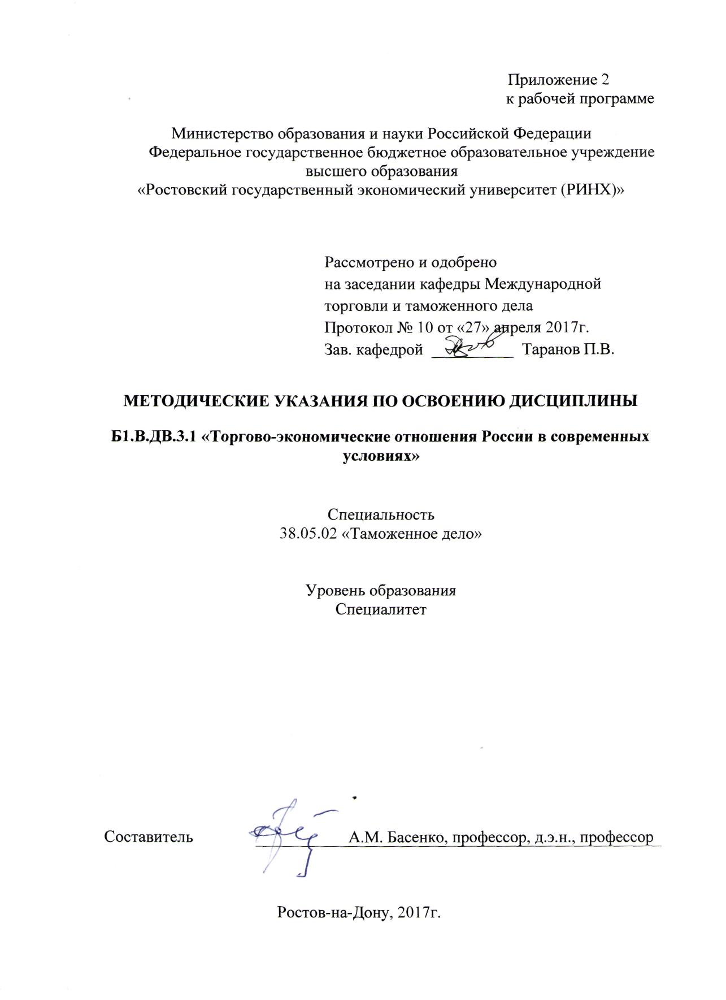 Приложение 2
к рабочей программе
Министерство образования и науки Российской Федерации
Федеральное государственное бюджетное образовательное учреждение
высшего образования
«Ростовский государственный экономический университет (РИНХ)»
Рассмотрено и одобрено
на заседании кафедры Международной
торговли и таможенного дела
Протокол № 10 от «27» апреля 2017г.
Зав. кафедрой __________ Таранов П.В.
МЕТОДИЧЕСКИЕ УКАЗАНИЯ ПО ОСВОЕНИЮ ДИСЦИПЛИНЫ
Б1.В.ДВ.3.1 «Торгово-экономические отношения России в современных
условиях»
Специальность
38.05.02 «Таможенное дело»
Уровень образования
Специалитет
Составитель А.М. Басенко, профессор, д.э.н., профессор
Ростов-на-Дону, 2017г.